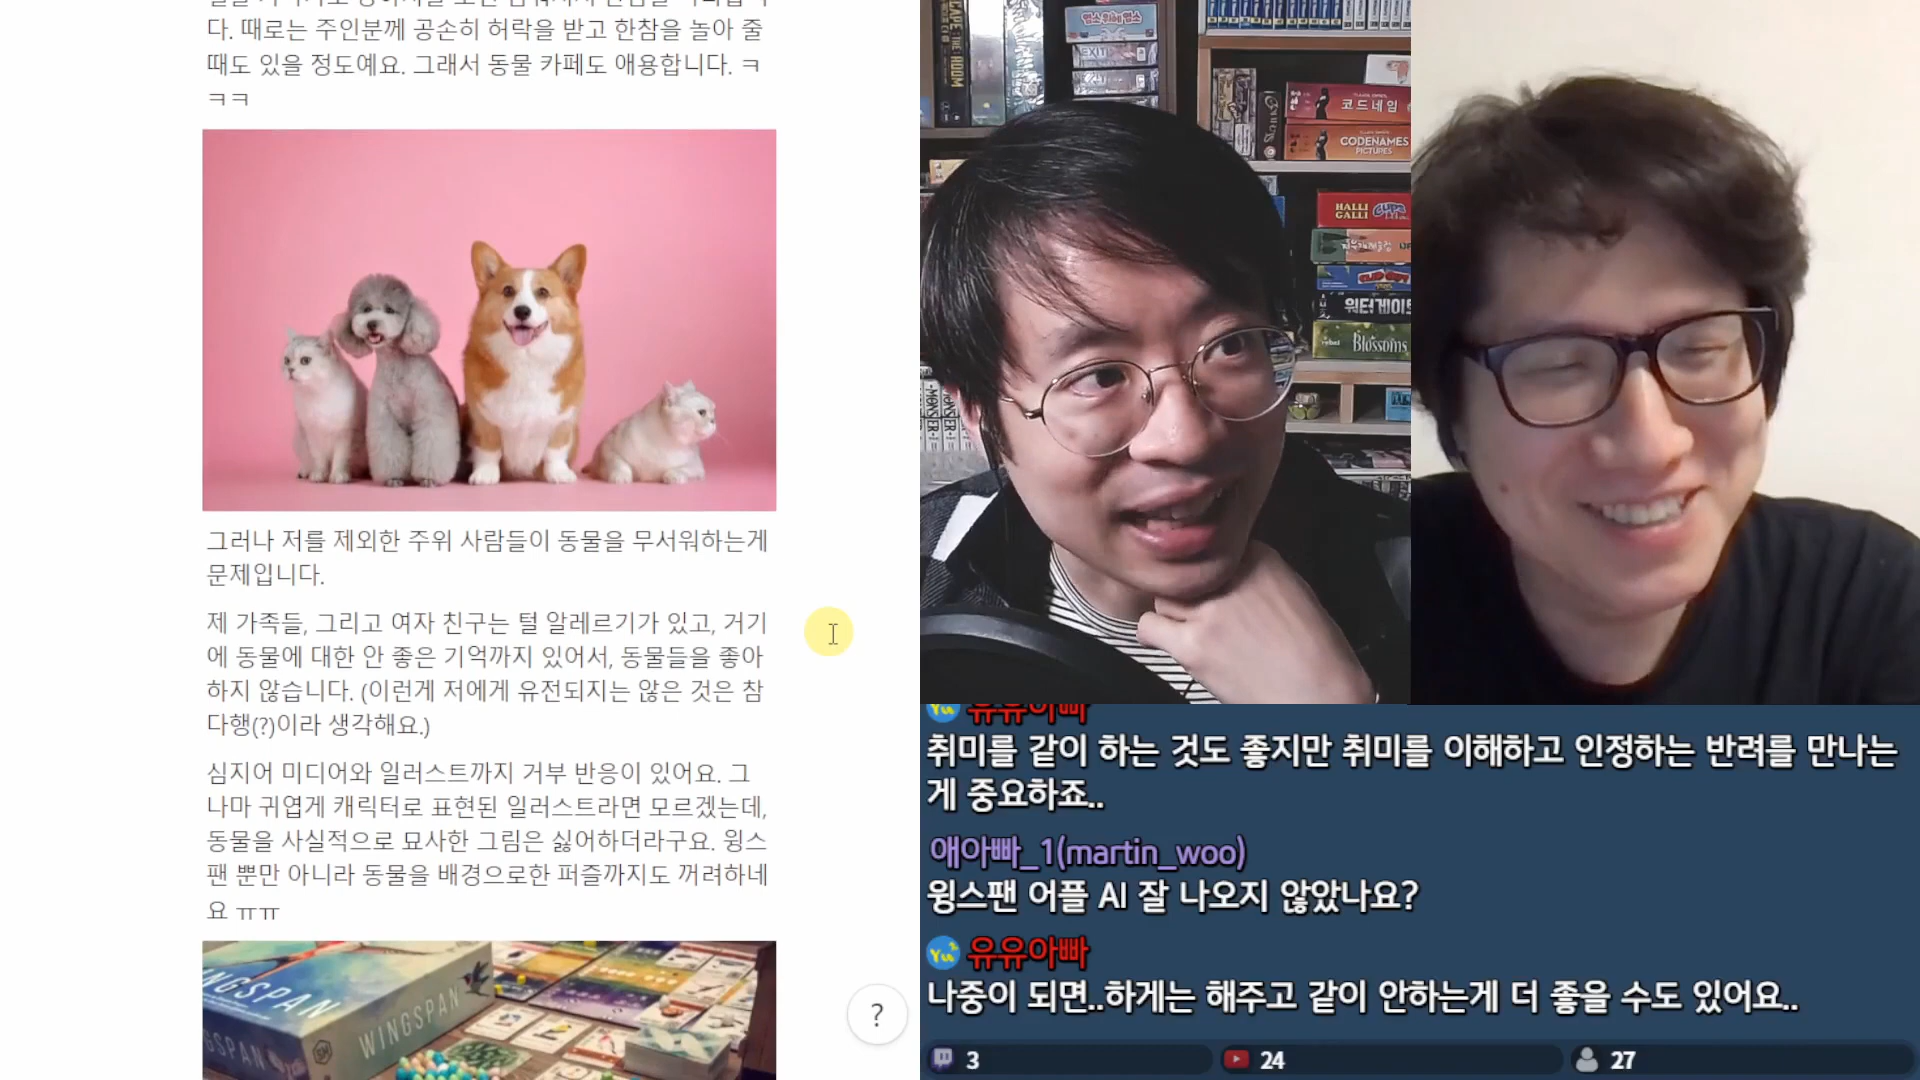 다. 때로는 주인분께 공손히 허락을 받고 한참을 놀아 줄
때도 있을 정도예요. 그래서 동물 카페도 애용합니다. ㅋ
ㅋㅋ
그러나 저를 제외한 주위 사람들이 동물을 무서워하는게
문제입니다.
제 가족들, 그리고 여자 친구는 털 알레르기가 있고, 거기
에 동물에 대한 안 좋은 기억까지 있어서, 동물들을 좋아
하지 않습니다. (이런게 저에게 유전되지는 않은 것은 참
다행(?)이라 생각해요.)
심지어 미디어와 일러스트까지 거부 반응이 있어요. 그
나마 귀엽게 캐릭터로 표현된 일러스트라면 모르겠는데,
동물을 사실적으로 묘사한 그림은 싫어하더라구요. 윙스
팬 뿐만 아니라 동물을 배경으로한 퍼즐까지도 꺼려하네
요 ㅠㅠ
WINGSPAN
?
THE ROOM
염소 위에 염소
EXIT
코드네임
CODENAMES
PICTURES
HALLI
GALLI
워터게이트
Blossoms
유유아빠
취미를 같이 하는 것도 좋지만 취미를 이해하고 인정하는 반려를 만나는
게 중요하죠..
애아빠_1(martin_woo)
윙스팬 어플 AI 잘 나오지 않았나요?
Yu
유유아빠
나중이 되면..하게는 해주고 같이 안하는게 더 좋을 수도 있어요..
3
24
27